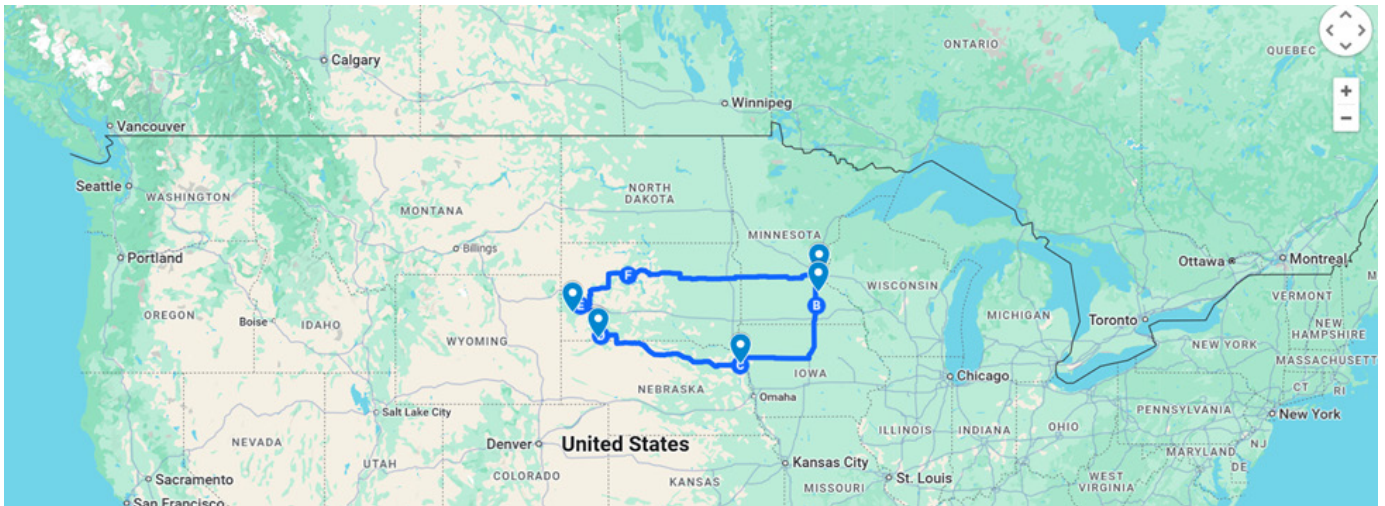 Calgary
ONTARIO
QUEBEC
+
−
Winnipeg
Vancouver
Seattle
WASHINGTON
NORTH
DAKOTA
MONTANA
MINNESOTA
Billings
Portland
Ottawa
Montreal
F
WISCONSIN
VERMONT
OREGON
E
B
MICHIGAN
Toronto
NEW
HAMPSHIRE
Boise
IDAHO
WYOMING
NEW YORK
MASSACHUSETT
IOWA
C
Chicago
CT
RI
NEBRASKA
Omaha
PENNSYLVANIA
Salt Lake City
New York
NEVADA
Denver
United States
ILLINOIS
INDIANA
OHIO
NJ
MARYLAND
DE
UTAH
COLORADO
Kansas City
Sacramento
KANSAS
MISSOURI
St. Louis
WEST
VIRGINIA
San Francisco